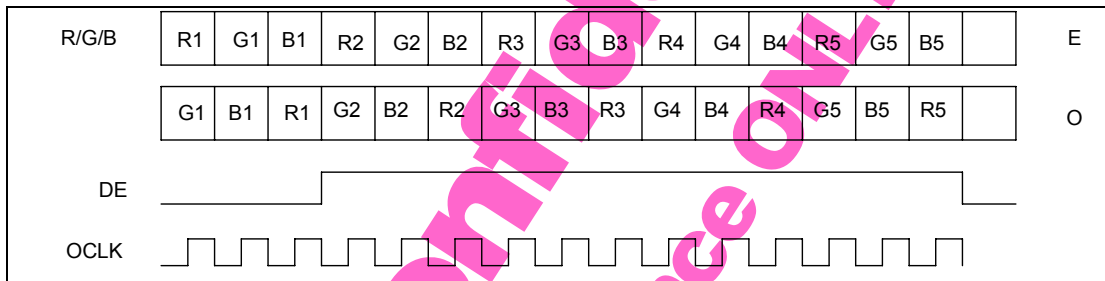 R/G/B R1 G1 B1 R2 G2 B2 R3 G3 B3 R4 G4 B4 R5 G5 B5 E
G1 B1 R1 G2 B2 R2 G3 B3 R3 G4 B4 R4 G5 B5 R5 O
DE
OCLK